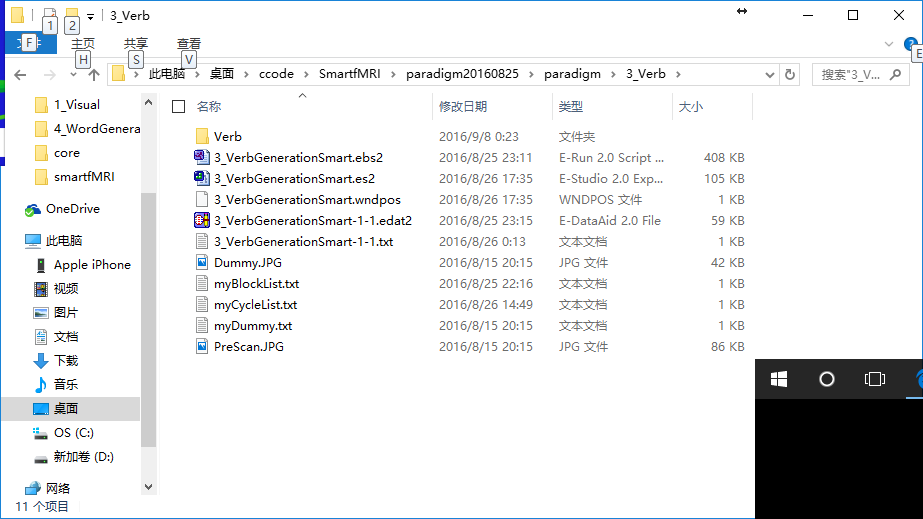 3_Verb
1 2
文件 主页 共享 查看
F H S V E
此电脑 桌面 ccode SmartfMRI paradigm20160825 paradigm 3_Verb 搜索"3_V...
名称 修改日期 类型 大小
1_Visual
4_WordGenera
core
smartfMRI
OneDrive
此电脑
Apple iPhone
视频
图片
文档
下载
音乐
桌面
OS (C:)
新加卷 (D:)
网络
Verb 2016/9/8 0:23 文件夹
3_VerbGenerationSmart.ebs2 2016/8/25 23:11 E-Run 2.0 Script ... 408 KB
3_VerbGenerationSmart.es2 2016/8/26 17:35 E-Studio 2.0 Exp... 105 KB
3_VerbGenerationSmart.wndpos 2016/8/26 17:35 WNDPOS 文件 1 KB
3_VerbGenerationSmart-1-1.edat2 2016/8/25 23:15 E-DataAid 2.0 File 59 KB
3_VerbGenerationSmart-1-1.txt 2016/8/26 0:13 文本文档 1 KB
Dummy.JPG 2016/8/15 20:15 JPG 文件 42 KB
myBlockList.txt 2016/8/25 22:16 文本文档 1 KB
myCycleList.txt 2016/8/26 14:49 文本文档 1 KB
myDummy.txt 2016/8/15 20:15 文本文档 1 KB
PreScan.JPG 2016/8/15 20:15 JPG 文件 86 KB
11 个项目